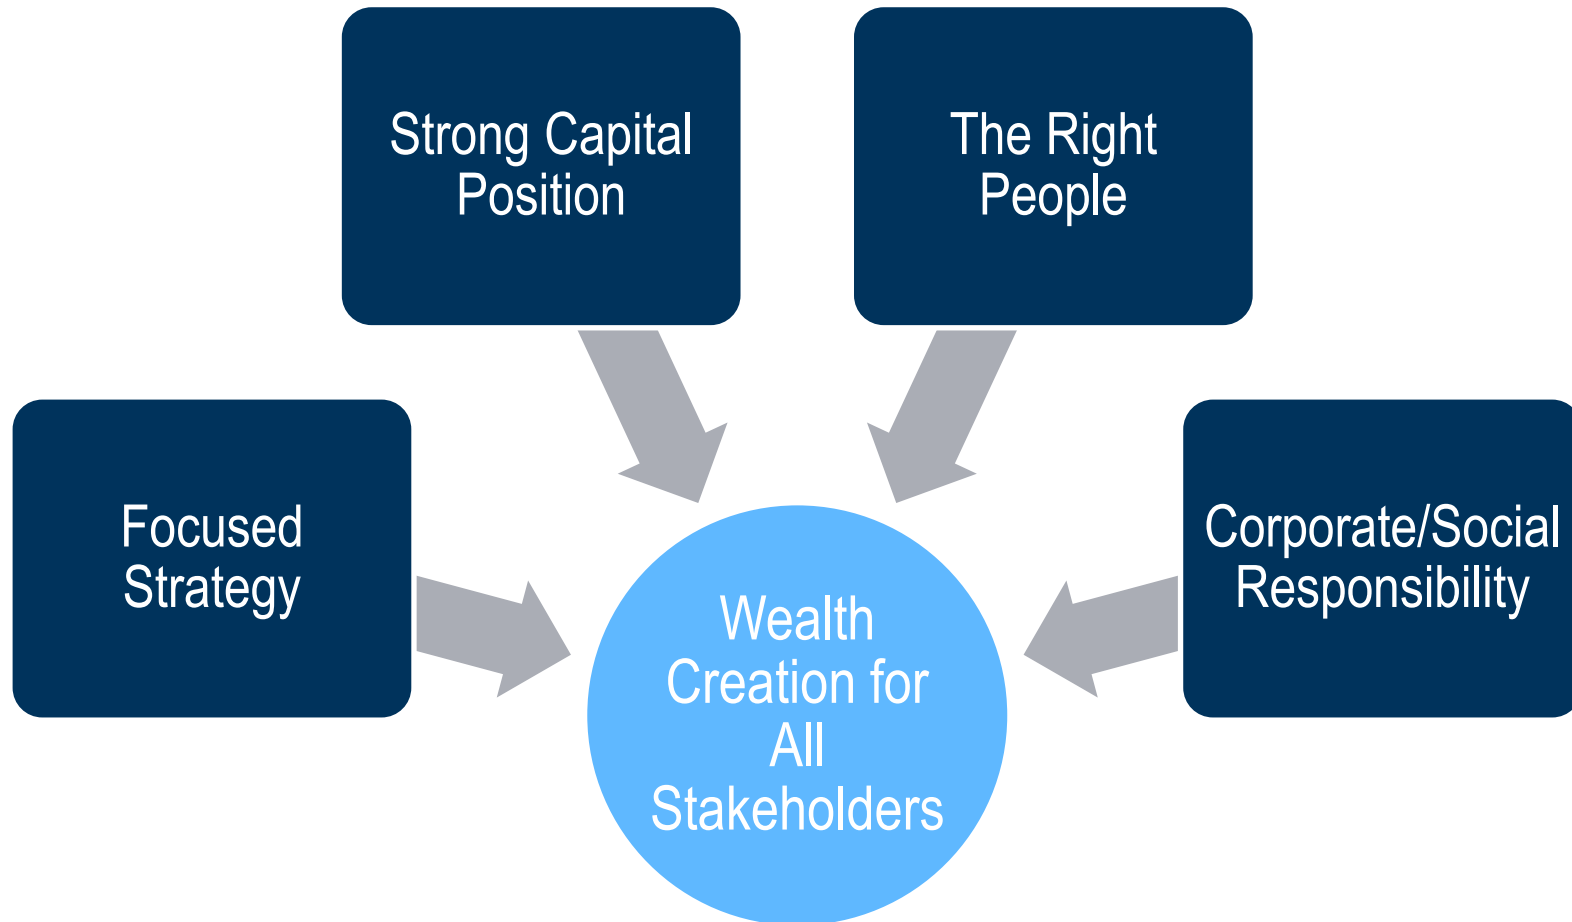 Strong Capital
Position
The Right
People
Focused
Strategy
Corporate/Social
Responsibility
Wealth
Creation for
All
Stakeholders